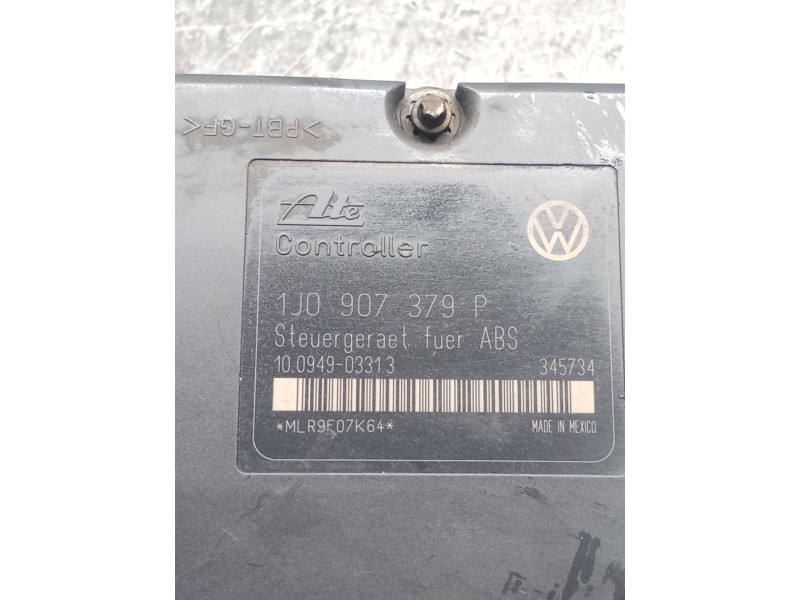 >PBT-GF<
Ate
Controller
1J0 907 379 P
Steuergeraet fuer ABS
10.0949-0331.3 345734
*MLR9F07K64*
MADE IN MEXICO